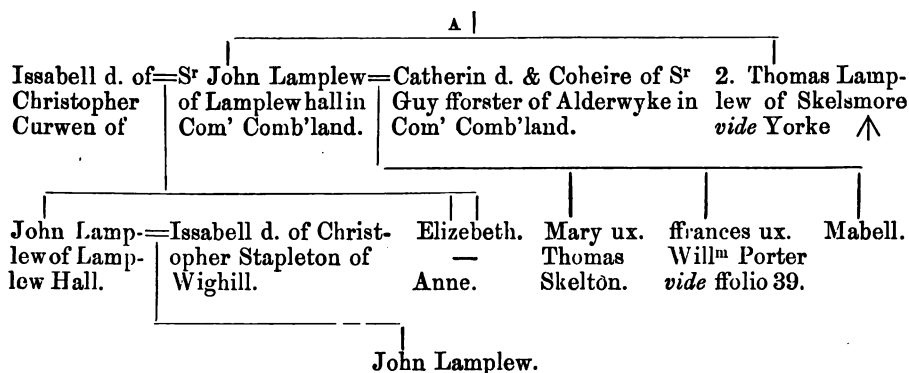 A
Issabell d. of=Sʳ John Lamplew=Catherin d. & Coheire of Sʳ 2. Thomas Lamp-
Christopher of Lamplew hall in Guy fforster of Alderwyke in lew of Skelsmore
Curwen of Com' Comb'land. Com' Comb'land. vide Yorke
John Lamp-=Issabell d. of Christ- Elizebeth. Mary ux. ffrances ux. Mabell.
lew of Lamp- opher Stapleton of — Thomas Willᵐ Porter
lew Hall. Wighill. Anne. Skelton. vide ffolio 39.
John Lamplew.